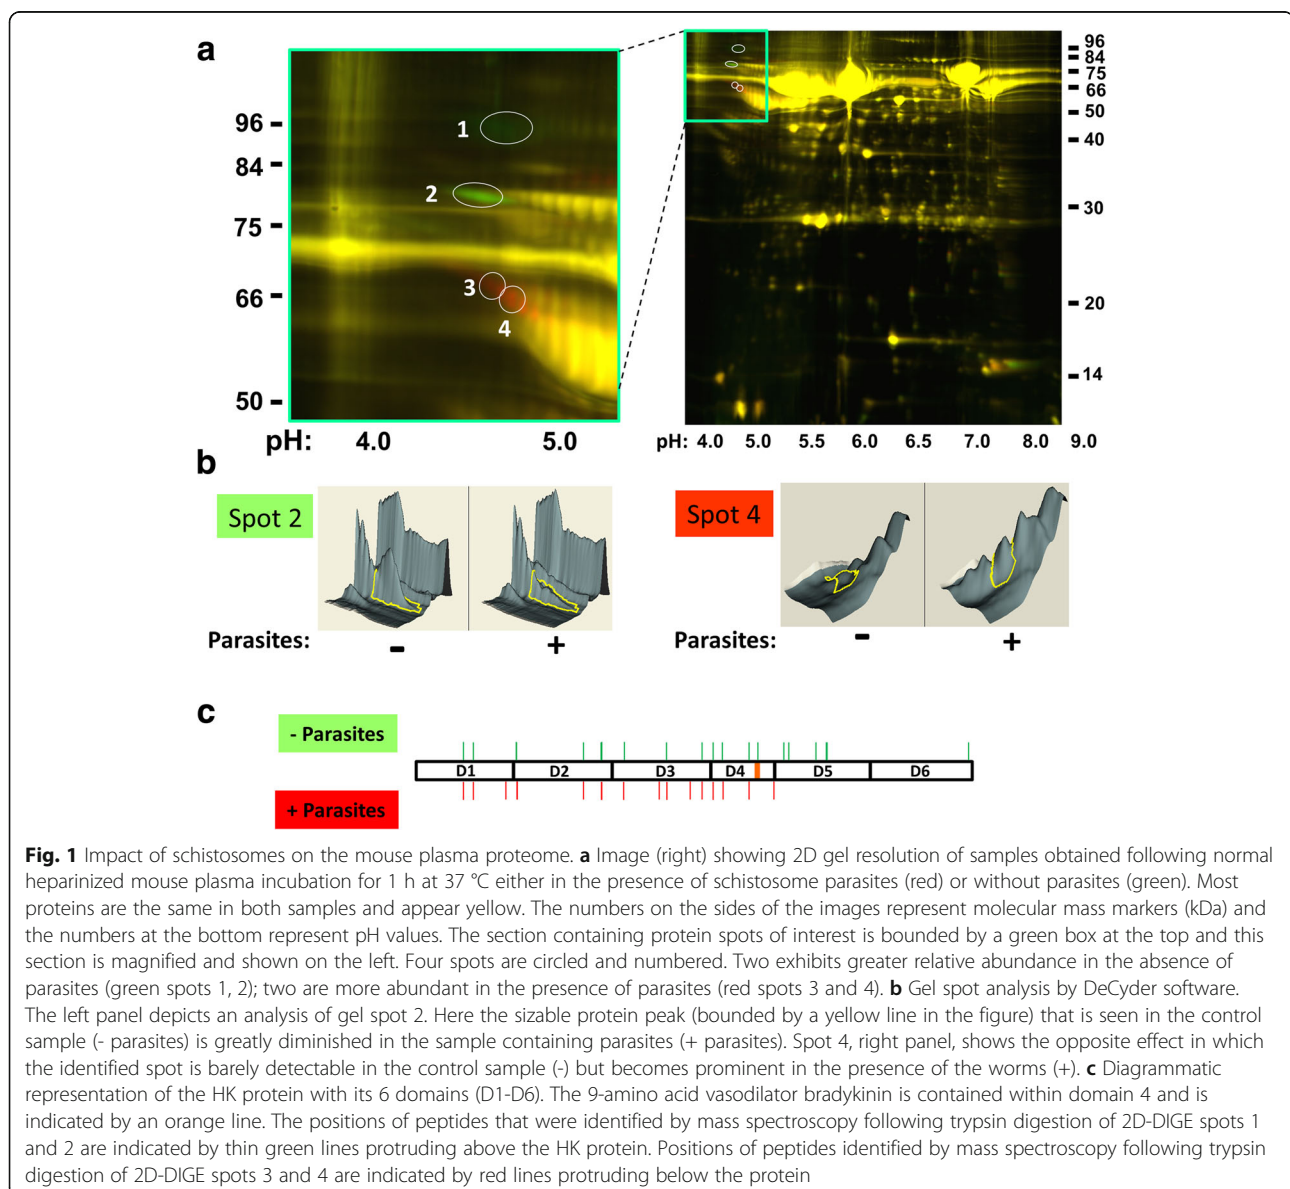 a
96
84
75
66
50
1
2
3
4
pH: 4.0 5.0
96
84
75
66
50
40
30
20
14
pH: 4.0 5.0 5.5 6.0 6.5 7.0 8.0 9.0
b
Spot 2
Parasites: - +
Spot 4
Parasites: - +
c
- Parasites
D1 D2 D3 D4 D5 D6
+ Parasites
Fig. 1 Impact of schistosomes on the mouse plasma proteome. a Image (right) showing 2D gel resolution of samples obtained following normal
heparinized mouse plasma incubation for 1 h at 37 °C either in the presence of schistosome parasites (red) or without parasites (green). Most
proteins are the same in both samples and appear yellow. The numbers on the sides of the images represent molecular mass markers (kDa) and
the numbers at the bottom represent pH values. The section containing protein spots of interest is bounded by a green box at the top and this
section is magnified and shown on the left. Four spots are circled and numbered. Two exhibits greater relative abundance in the absence of
parasites (green spots 1, 2); two are more abundant in the presence of parasites (red spots 3 and 4). b Gel spot analysis by DeCyder software.
The left panel depicts an analysis of gel spot 2. Here the sizable protein peak (bounded by a yellow line in the figure) that is seen in the control
sample (- parasites) is greatly diminished in the sample containing parasites (+ parasites). Spot 4, right panel, shows the opposite effect in which
the identified spot is barely detectable in the control sample (-) but becomes prominent in the presence of the worms (+). c Diagrammatic
representation of the HK protein with its 6 domains (D1-D6). The 9-amino acid vasodilator bradykinin is contained within domain 4 and is
indicated by an orange line. The positions of peptides that were identified by mass spectroscopy following trypsin digestion of 2D-DIGE spots 1
and 2 are indicated by thin green lines protruding above the HK protein. Positions of peptides identified by mass spectroscopy following trypsin
digestion of 2D-DIGE spots 3 and 4 are indicated by red lines protruding below the protein